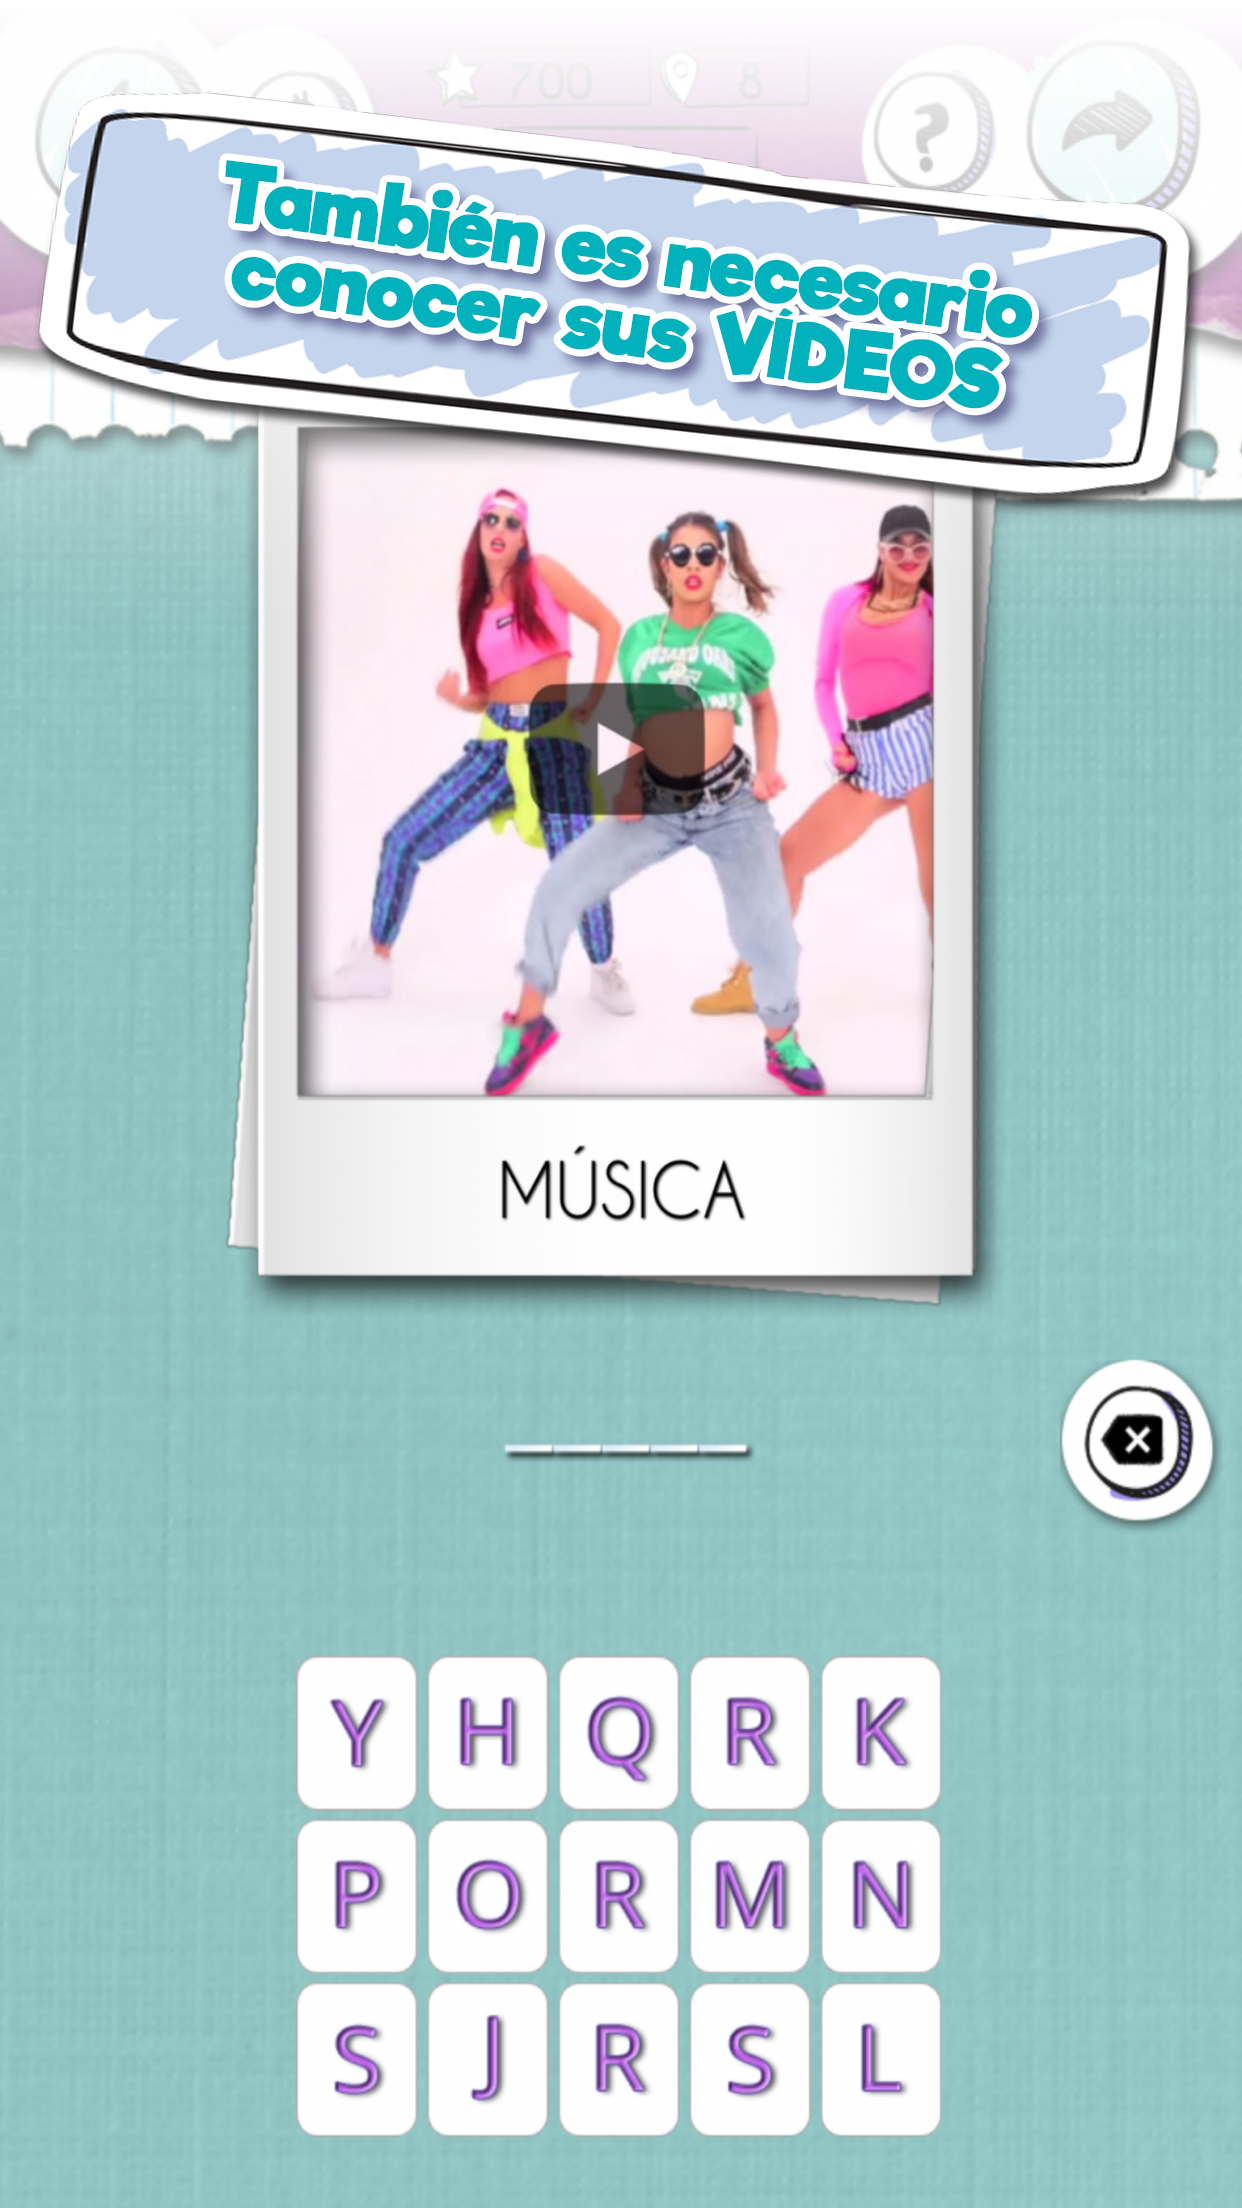 700 8
?
También es necesario
conocer sus VÍDEOS
MÚSICA
Y H Q R K
P O R M N
S J R S L